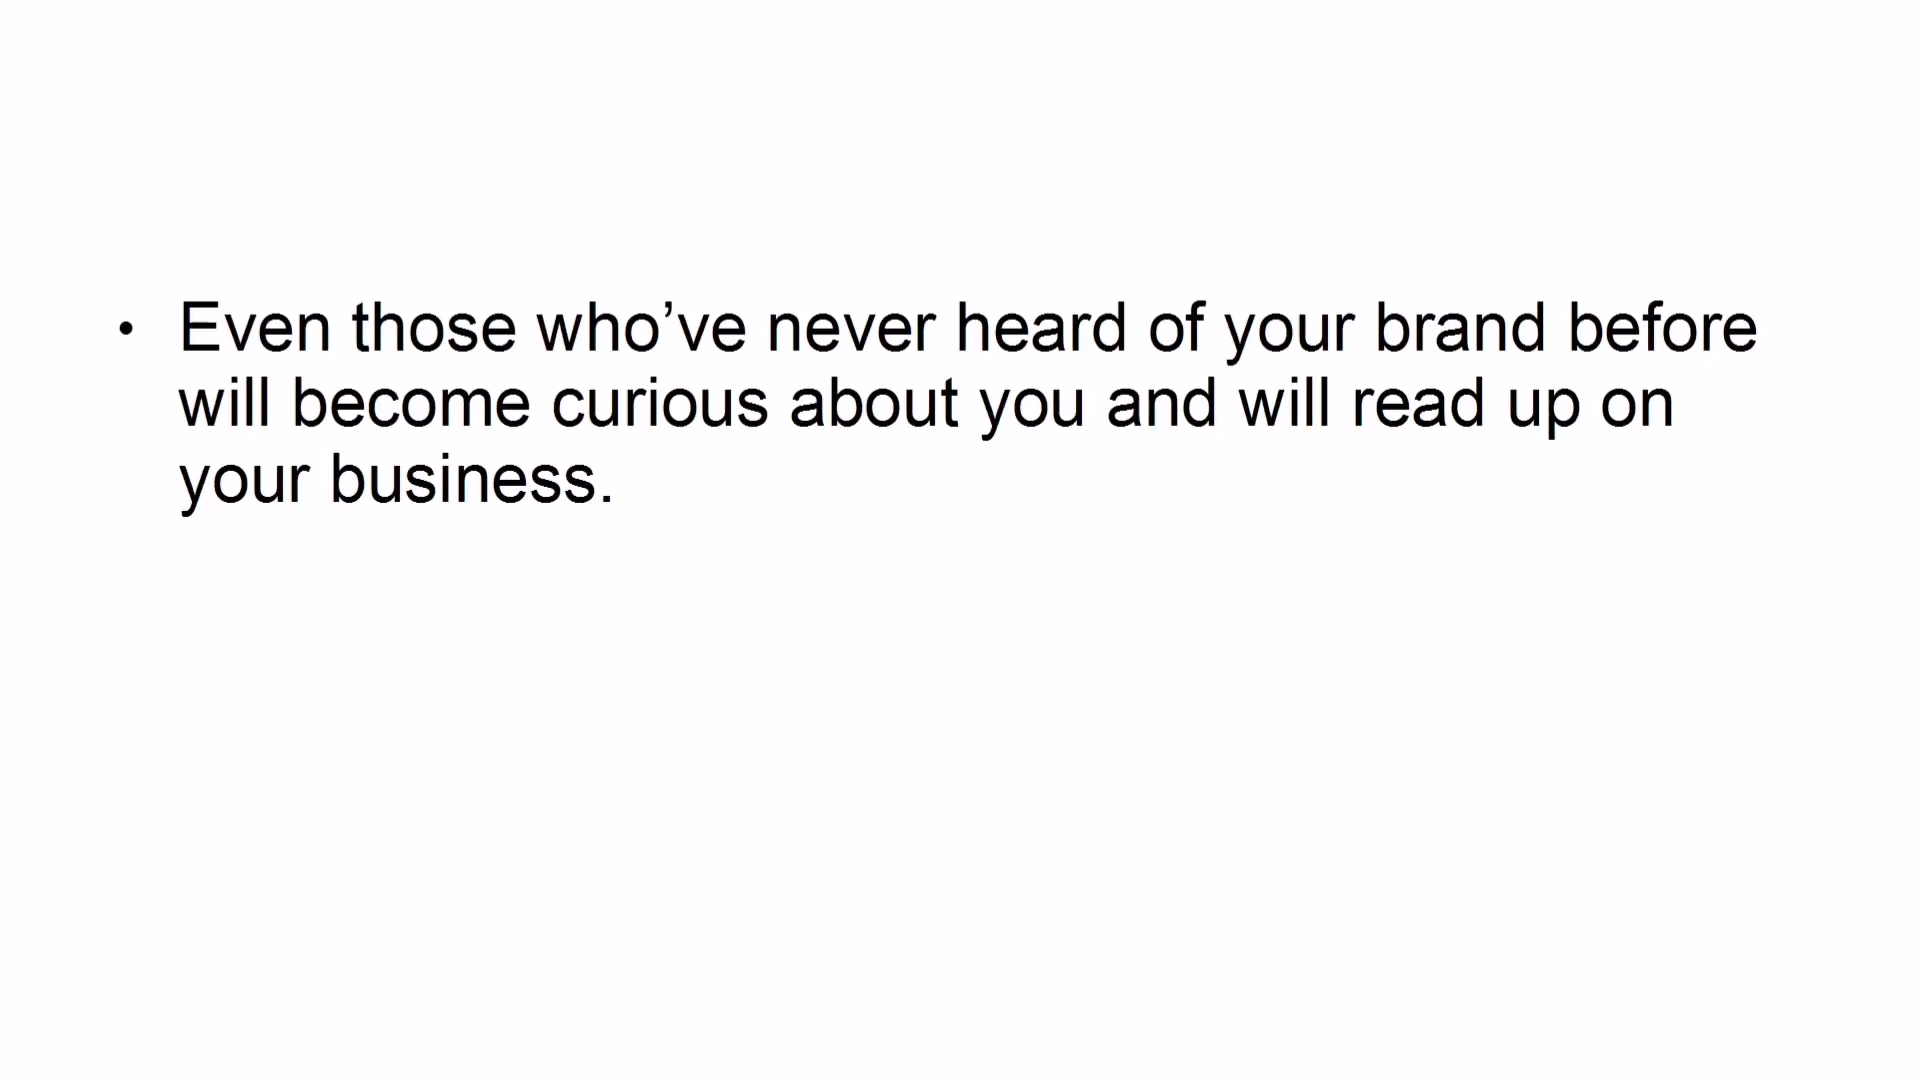 • Even those who’ve never heard of your brand before
will become curious about you and will read up on
your business.